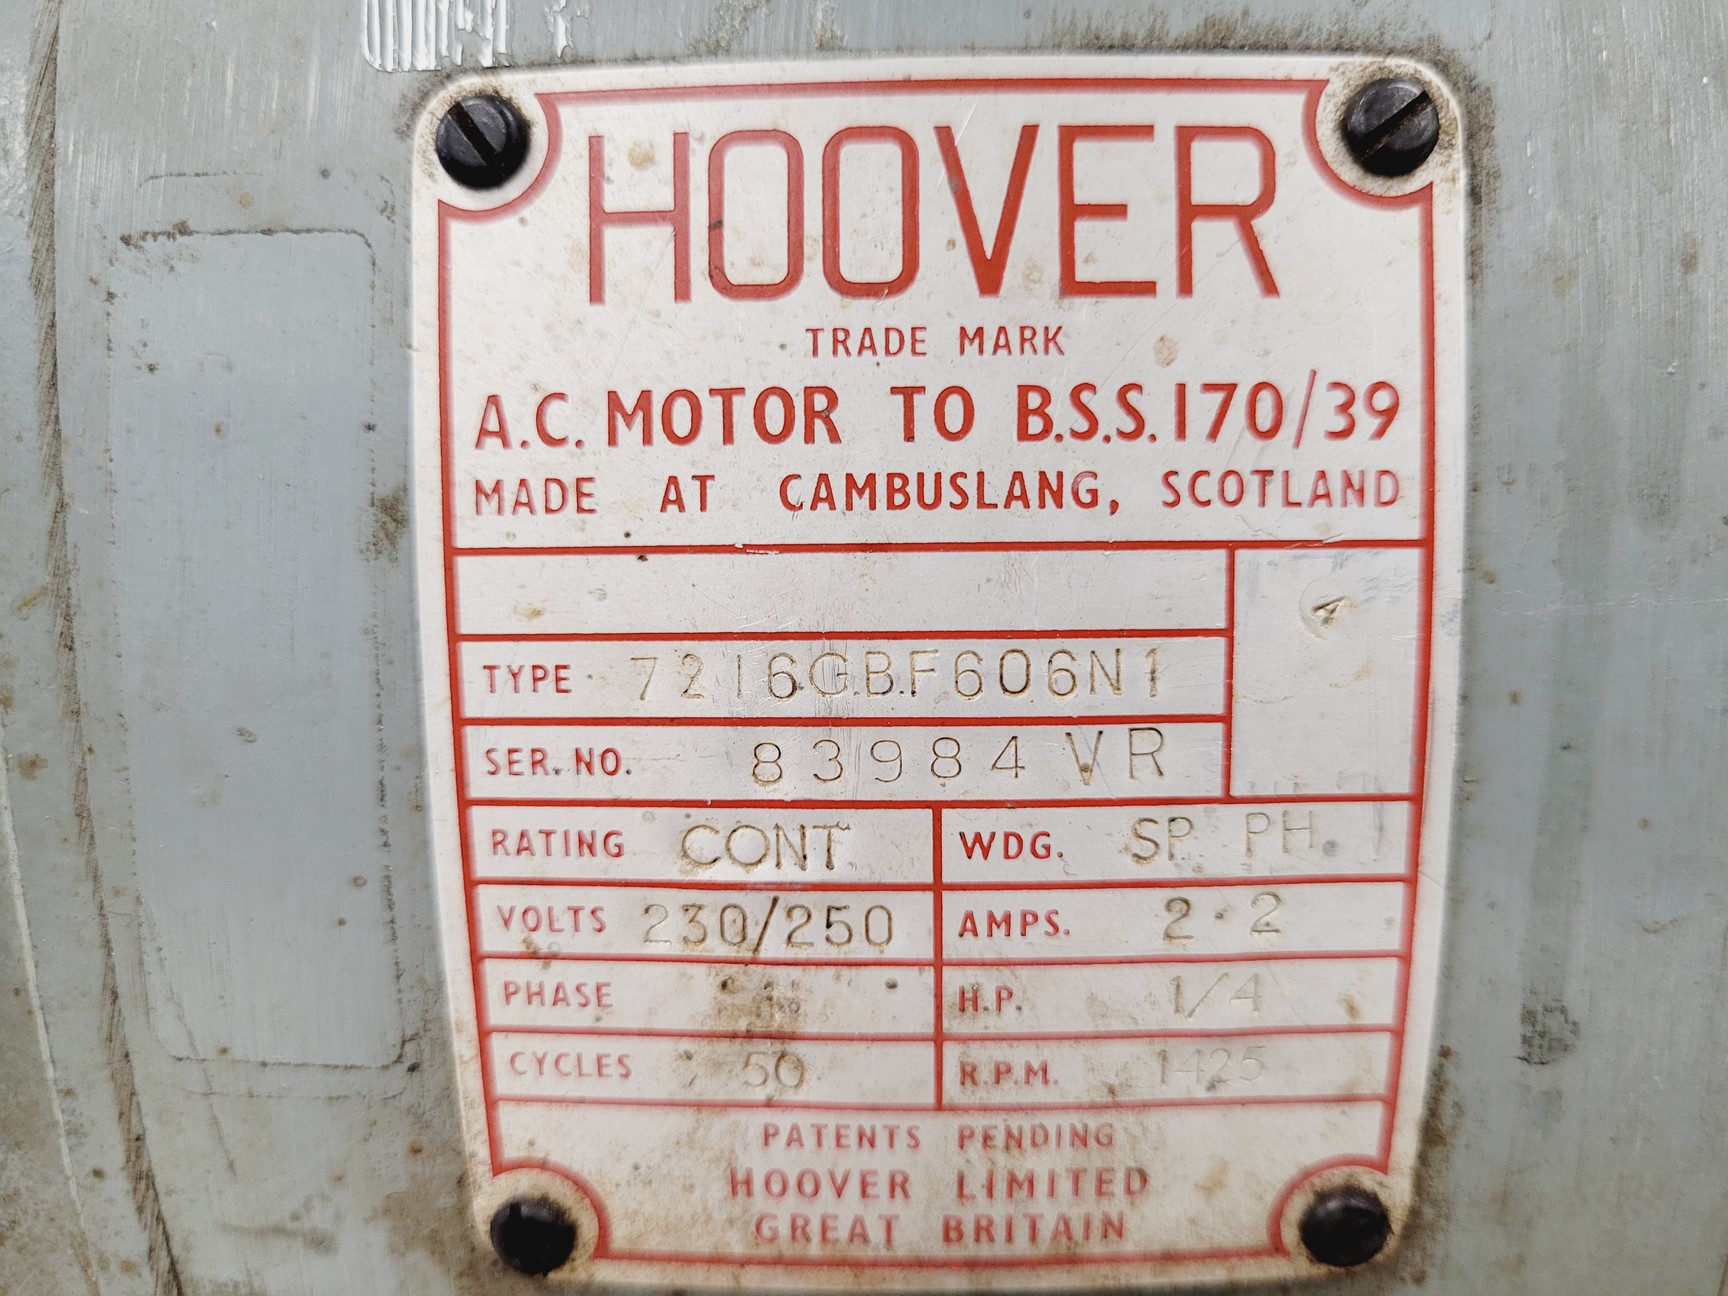 HOOVER
TRADE MARK
A.C. MOTOR TO B.S.S. 170/39
MADE AT CAMBUSLANG, SCOTLAND
TYPE 7216G.B.F606N1
SER. NO. 83984 VR
RATING CONT WDG. SP PH.
VOLTS 230/250 AMPS. 2.2
PHASE H.P. 1/4
CYCLES 50 R.P.M. 1425
PATENTS PENDING
HOOVER LIMITED
GREAT BRITAIN